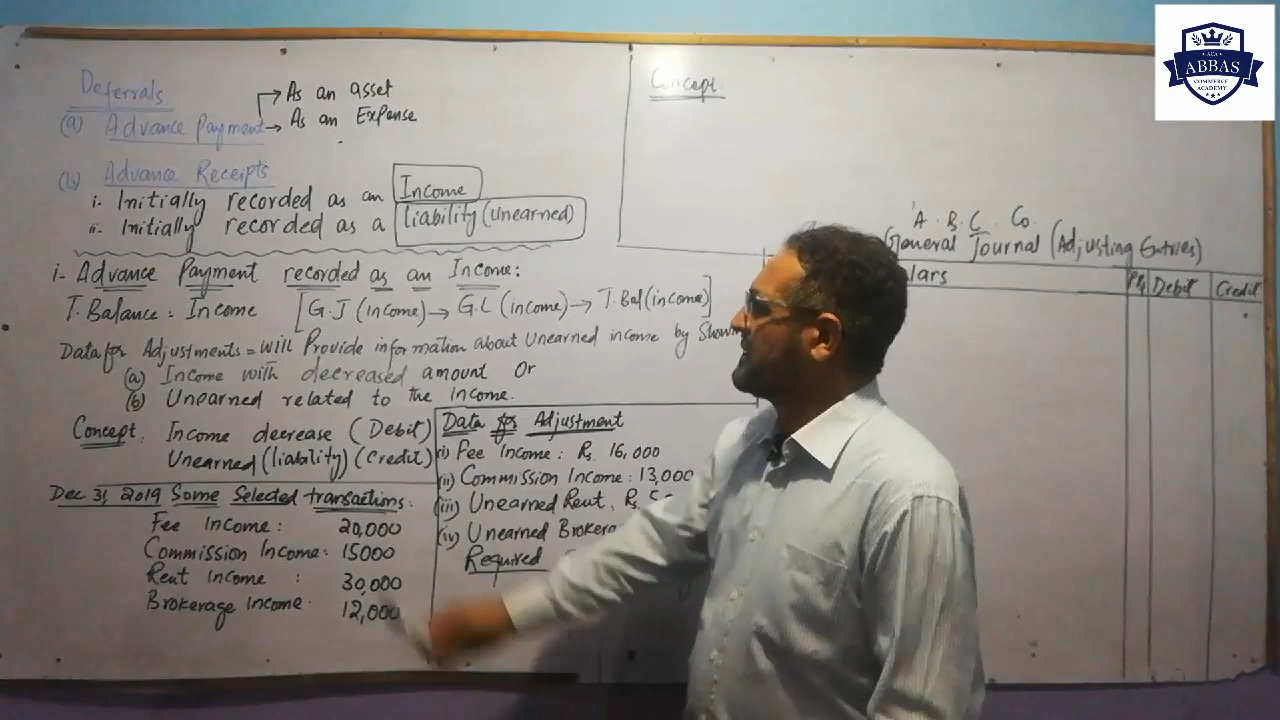 Deferrals
(a) Advance Payment
As an asset
As an Expense
(b) Advance Receipts
i- Initially recorded as an Income
ii- Initially recorded as a liability (unearned)
i- Advance Payment recorded as an Income:
T. Balance = Income [G.J (income) → G.L (income) → T. Bal (income)]
Data for Adjustments = will Provide information about Unearned income by
(a) Income with decreased amount Or
(b) Unearned related to the income.
Concept: Income decrease (Debit)
Unearned (liability) (Credit)
Dec 31, 2019 Some Selected transactions:
Fee Income: 20,000
Commission Income: 15000
Rent Income : 30,000
Brokerage Income: 12,000
Data for Adjustment
(i) Fee Income: Rs. 16,000
(ii) Commission Income: 13,000
(iii) Unearned Rent, Rs.
(iv) Unearned
Required
Concept.
A. B. C. Co.
General Journal (Adjusting Entries)
Debit Credit
ACA
ABBAS
COMMERCE
ACADEMY